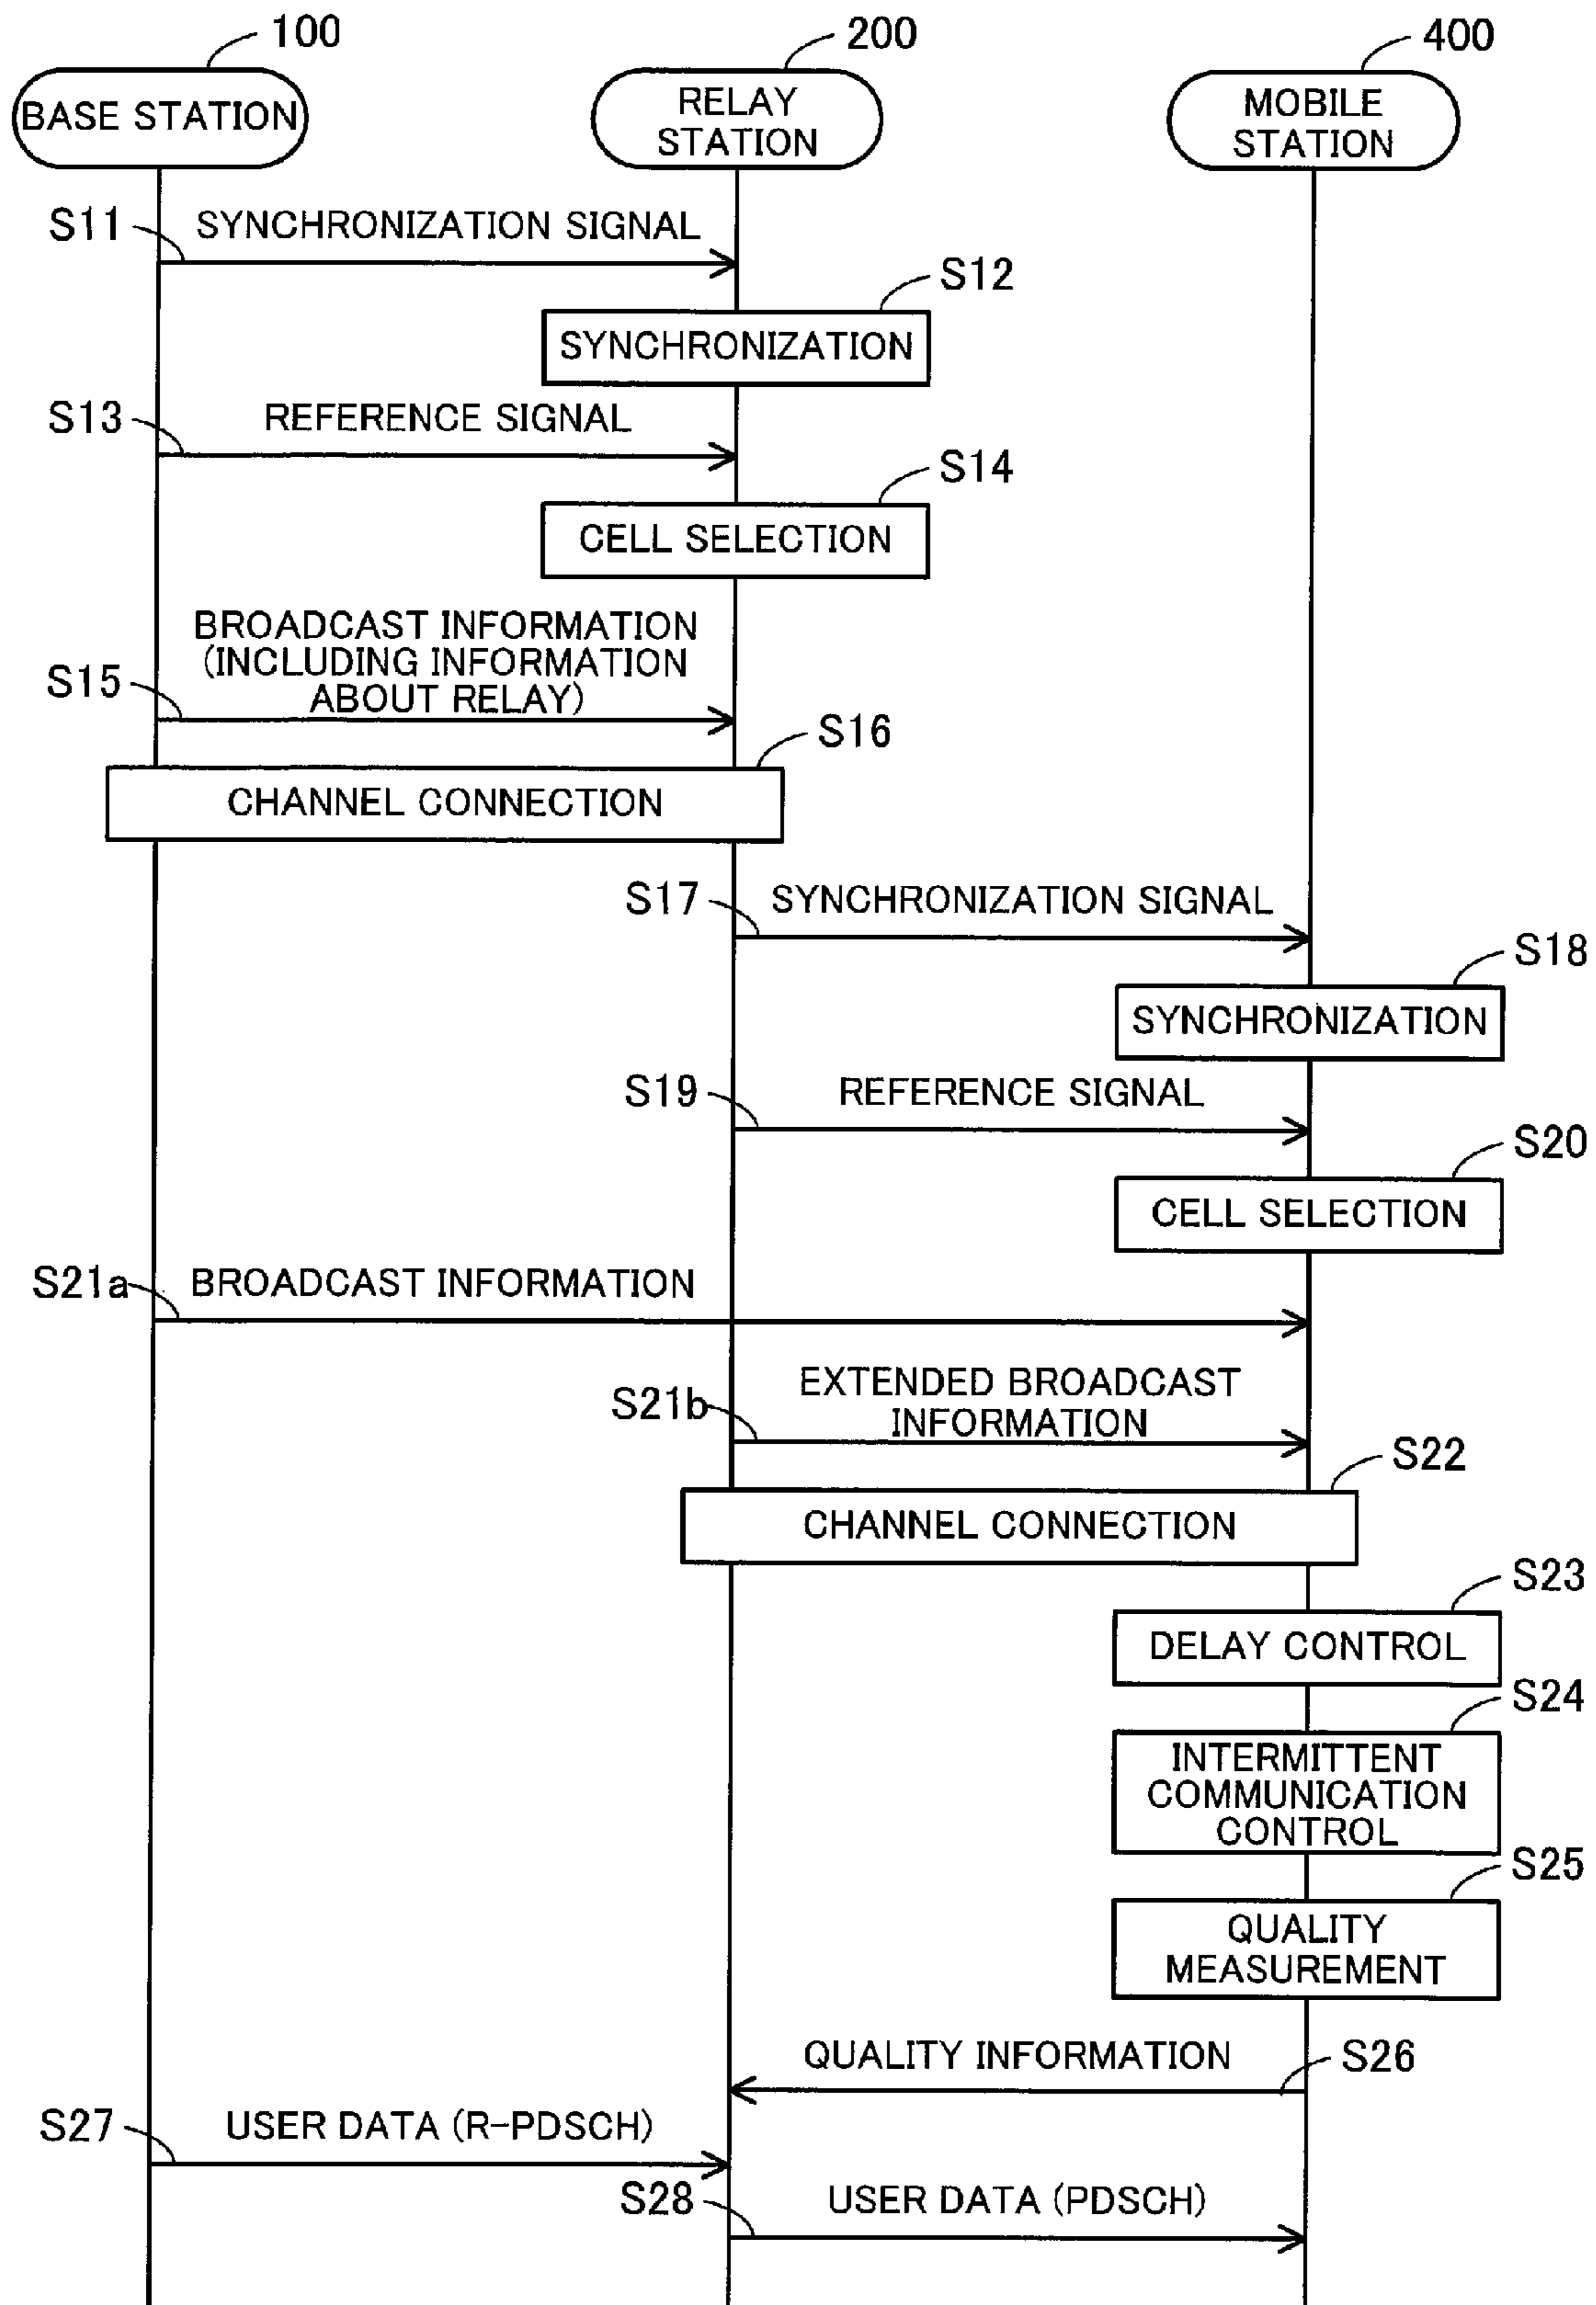 100
200
400
BASE STATION
RELAY
STATION
MOBILE
STATION
S11
SYNCHRONIZATION SIGNAL
S12
SYNCHRONIZATION
S13
REFERENCE SIGNAL
S14
CELL SELECTION
BROADCAST INFORMATION
(INCLUDING INFORMATION
ABOUT RELAY)
S15
S16
CHANNEL CONNECTION
S17
SYNCHRONIZATION SIGNAL
S18
SYNCHRONIZATION
S19
REFERENCE SIGNAL
S20
CELL SELECTION
S21a
BROADCAST INFORMATION
EXTENDED BROADCAST
INFORMATION
S21b
S22
CHANNEL CONNECTION
S23
DELAY CONTROL
S24
INTERMITTENT
COMMUNICATION
CONTROL
S25
QUALITY
MEASUREMENT
QUALITY INFORMATION
S26
S27
USER DATA (R-PDSCH)
S28
USER DATA (PDSCH)